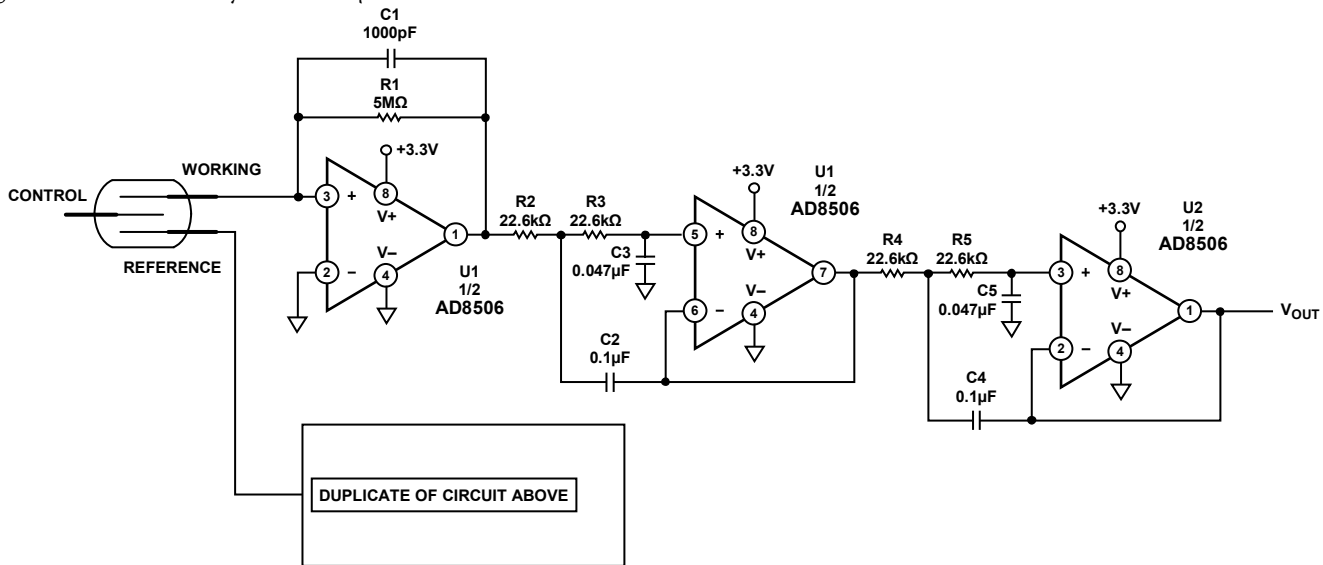 C1
1000pF
R1
5MΩ
+3.3V
WORKING
CONTROL
REFERENCE
3
+
8
V+
1
2
−
V−
4
U1
1/2
AD8506
R2
22.6kΩ
R3
22.6kΩ
C3
0.047µF
C2
0.1µF
+3.3V
U1
1/2
AD8506
5
+
8
V+
7
6
−
V−
4
R4
22.6kΩ
R5
22.6kΩ
C5
0.047µF
C4
0.1µF
+3.3V
U2
1/2
AD8506
3
+
8
V+
1
2
−
V−
4
VOUT
DUPLICATE OF CIRCUIT ABOVE